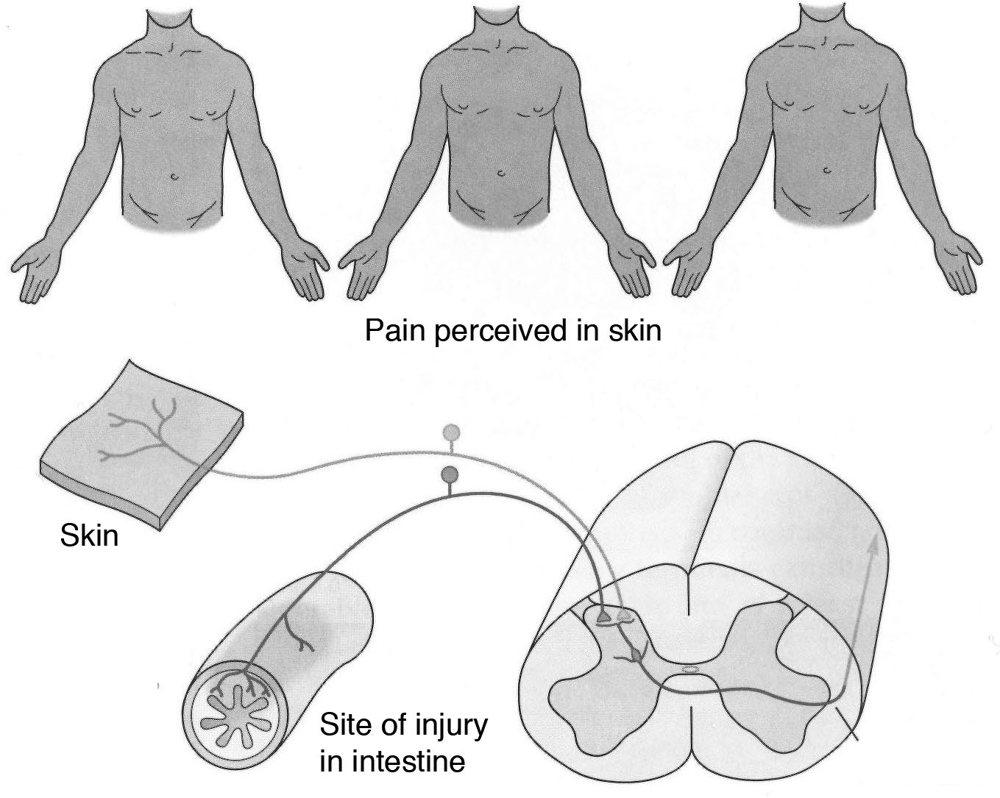 Pain perceived in skin
Skin
Site of injury
in intestine